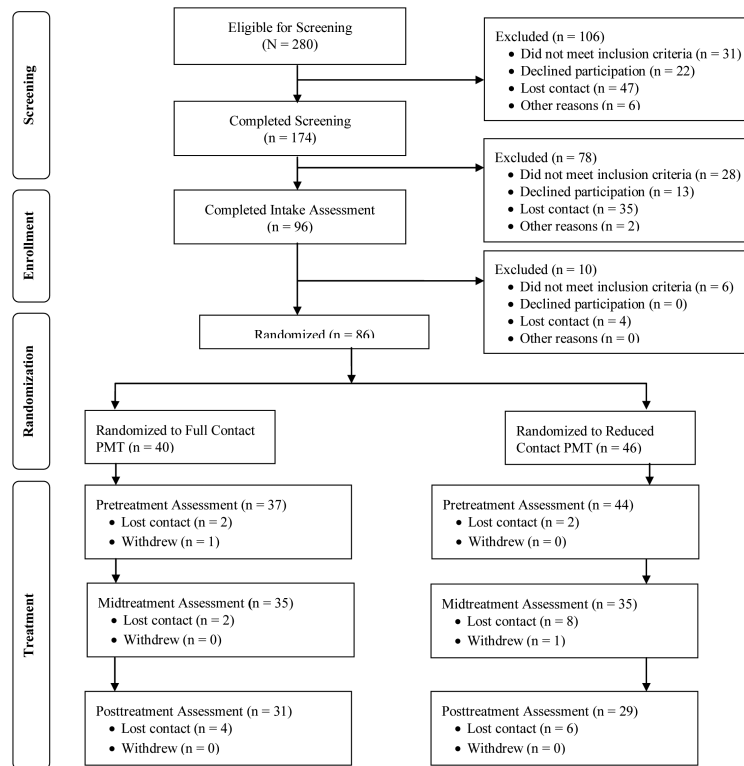 Screening
Eligible for Screening
(N = 280)
Excluded (n = 106)
• Did not meet inclusion criteria (n = 31)
• Declined participation (n = 22)
• Lost contact (n = 47)
• Other reasons (n = 6)
Completed Screening
(n = 174)
Excluded (n = 78)
• Did not meet inclusion criteria (n = 28)
• Declined participation (n = 13)
• Lost contact (n = 35)
• Other reasons (n = 2)
Enrollment
Completed Intake Assessment
(n = 96)
Excluded (n = 10)
• Did not meet inclusion criteria (n = 6)
• Declined participation (n = 0)
• Lost contact (n = 4)
• Other reasons (n = 0)
Randomization
Randomized (n = 86)
Randomized to Full Contact
PMT (n = 40)
Randomized to Reduced
Contact PMT (n = 46)
Treatment
Pretreatment Assessment (n = 37)
• Lost contact (n = 2)
• Withdrew (n = 1)
Pretreatment Assessment (n = 44)
• Lost contact (n = 2)
• Withdrew (n = 0)
Midtreatment Assessment (n = 35)
• Lost contact (n = 2)
• Withdrew (n = 0)
Midtreatment Assessment (n = 35)
• Lost contact (n = 8)
• Withdrew (n = 1)
Posttreatment Assessment (n = 31)
• Lost contact (n = 4)
• Withdrew (n = 0)
Posttreatment Assessment (n = 29)
• Lost contact (n = 6)
• Withdrew (n = 0)